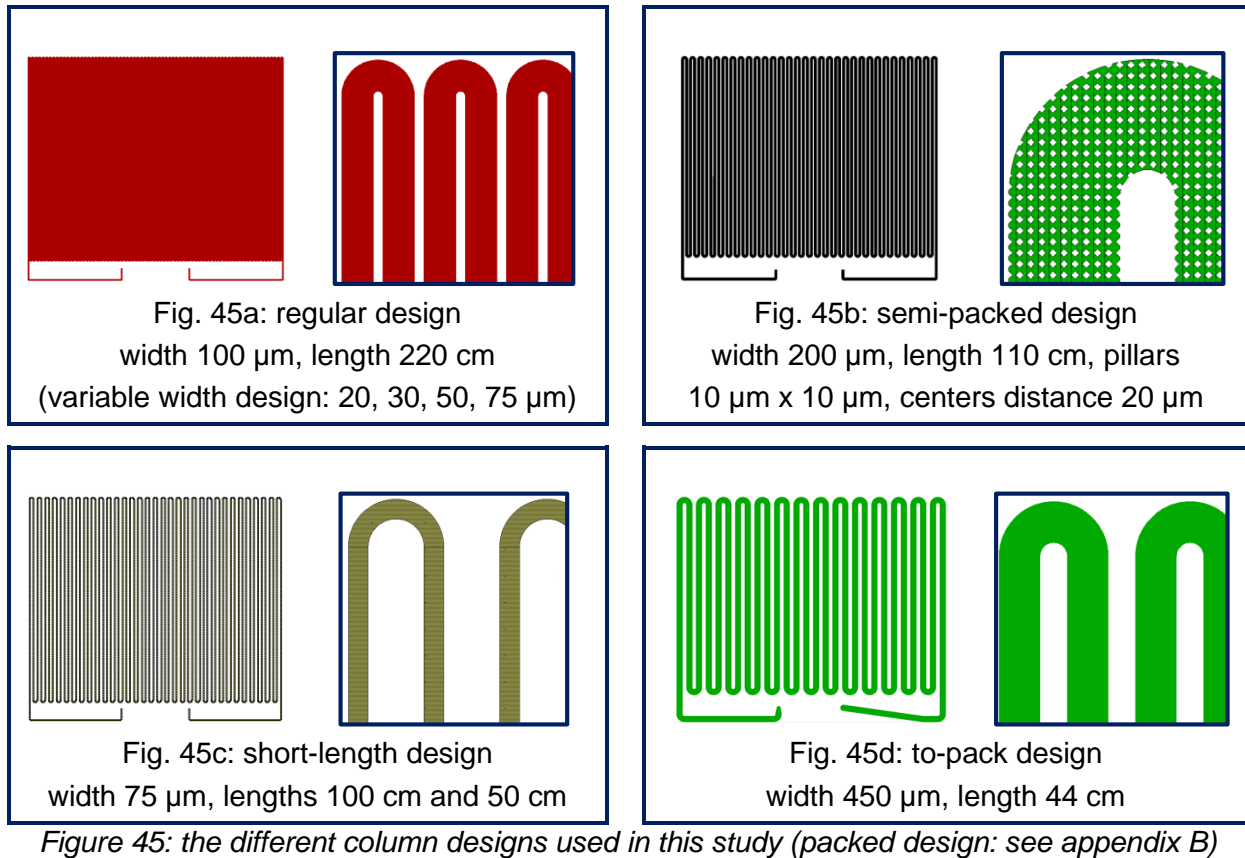 Fig. 45a: regular design
width 100 µm, length 220 cm
(variable width design: 20, 30, 50, 75 µm)
Fig. 45b: semi-packed design
width 200 µm, length 110 cm, pillars
10 µm x 10 µm, centers distance 20 µm
Fig. 45c: short-length design
width 75 µm, lengths 100 cm and 50 cm
Fig. 45d: to-pack design
width 450 µm, length 44 cm
Figure 45: the different column designs used in this study (packed design: see appendix B)